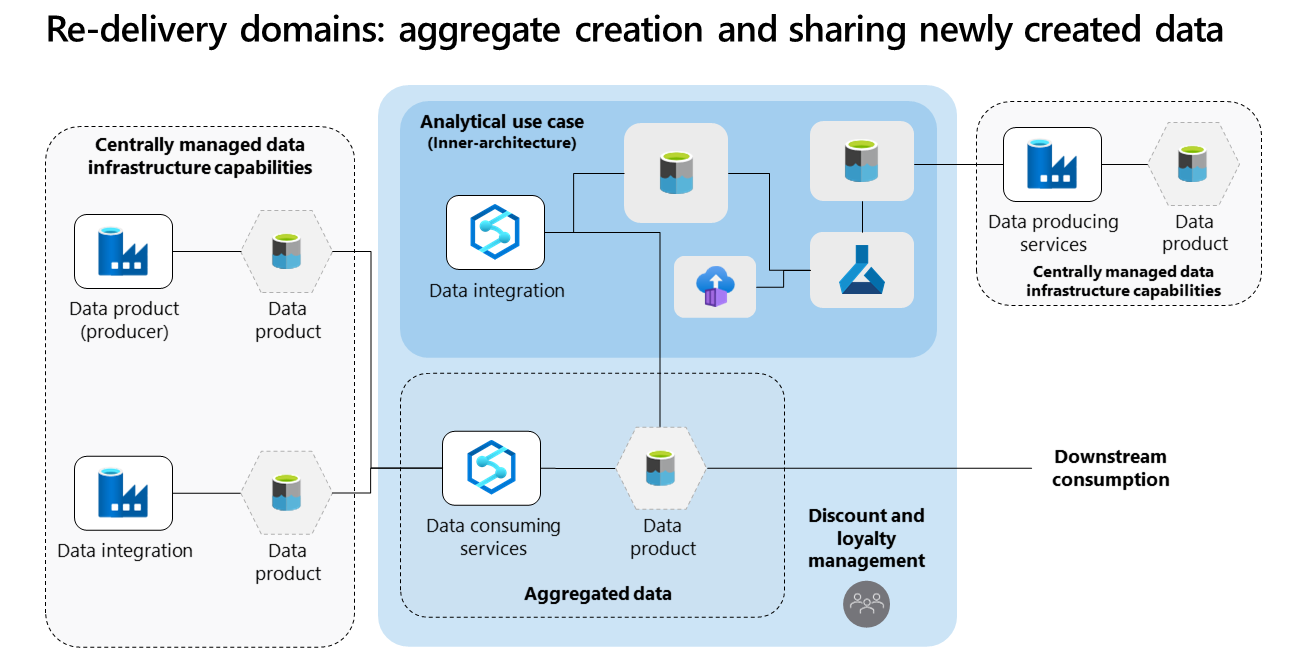 Re-delivery domains: aggregate creation and sharing newly created data
Centrally managed data
infrastructure capabilities
Data product
(producer)
Data
product
Data integration
Data
product
Analytical use case
(Inner-architecture)
Data integration
Data consuming
services
Data
product
Aggregated data
Discount and
loyalty
management
Data producing
services
Data
product
Centrally managed data
infrastructure capabilities
Downstream
consumption